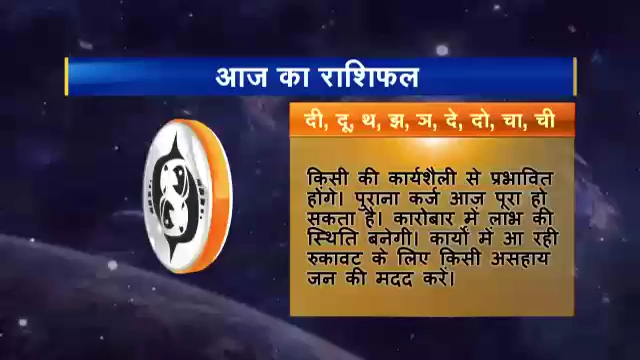 आज का राशिफल
दी, दू, थ, झ, ञ, दे, दो, चा, ची
किसी की कार्यशैली से प्रभावित
होंगे। पुराना कर्ज आज पूरा हो
सकता है। कारोबार में लाभ की
स्थिति बनेगी। कार्यो में आ रही
रुकावट के लिए किसी असहाय
जन की मदद करें।